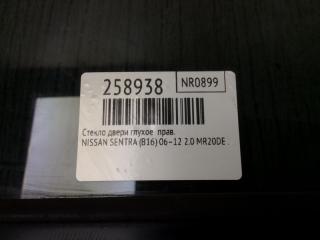 258938
NR0899
Стекло двери глухое прав.
NISSAN SENTRA (B16) 06-12 2.0 MR20DE .